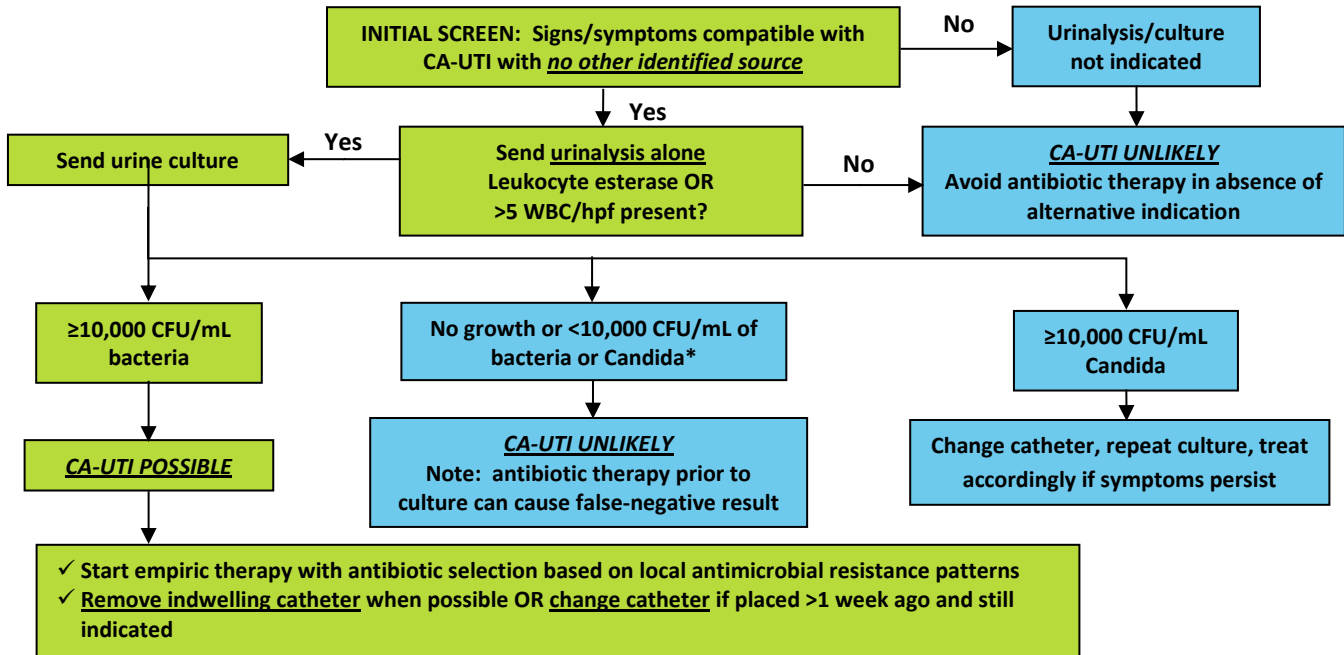 INITIAL SCREEN: Signs/symptoms compatible with
CA-UTI with no other identified source
No
Urinalysis/culture
not indicated
Yes
Send urine culture
Yes
Send urinalysis alone
Leukocyte esterase OR
>5 WBC/hpf present?
No
CA-UTI UNLIKELY
Avoid antibiotic therapy in absence of
alternative indication
≥10,000 CFU/mL
bacteria
No growth or <10,000 CFU/mL of
bacteria or Candida*
≥10,000 CFU/mL
Candida
CA-UTI POSSIBLE
CA-UTI UNLIKELY
Note: antibiotic therapy prior to
culture can cause false-negative result
Change catheter, repeat culture, treat
accordingly if symptoms persist
✓ Start empiric therapy with antibiotic selection based on local antimicrobial resistance patterns
✓ Remove indwelling catheter when possible OR change catheter if placed >1 week ago and still
indicated